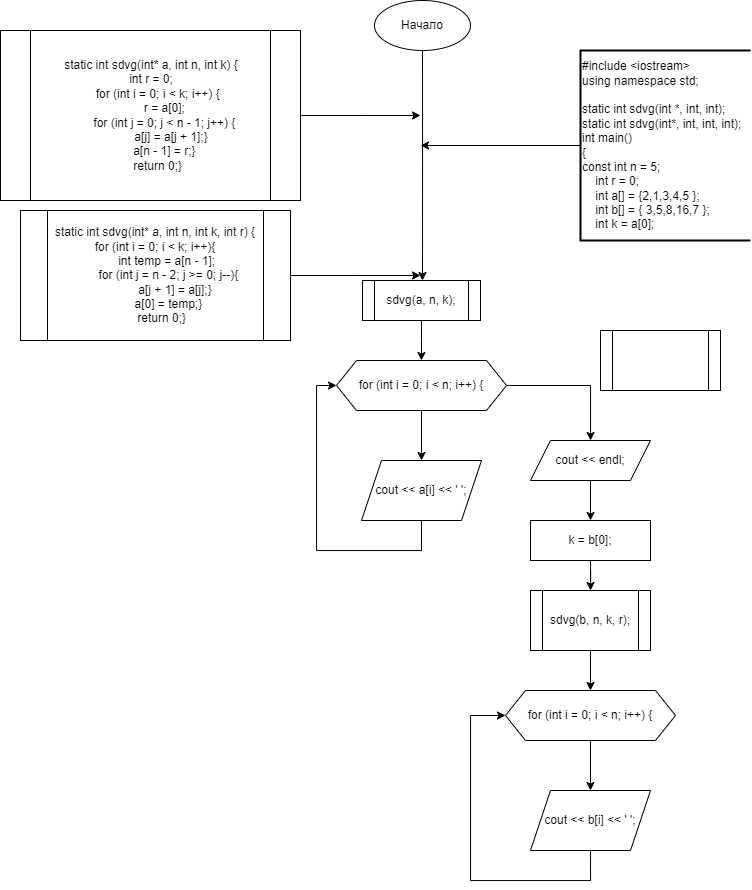 Начало
static int sdvg(int* a, int n, int k) {
int r = 0;
for (int i = 0; i < k; i++) {
r = a[0];
for (int j = 0; j < n - 1; j++) {
a[j] = a[j + 1];}
a[n - 1] = r;}
return 0;}
#include <iostream>
using namespace std;
static int sdvg(int *, int, int);
static int sdvg(int*, int, int, int);
int main()
{
const int n = 5;
int r = 0;
int a[] = {2,1,3,4,5 };
int b[] = { 3,5,8,16,7 };
int k = a[0];
static int sdvg(int* a, int n, int k, int r) {
for (int i = 0; i < k; i++){
int temp = a[n - 1];
for (int j = n - 2; j >= 0; j--){
a[j + 1] = a[j];}
a[0] = temp;}
return 0;}
sdvg(a, n, k);
for (int i = 0; i < n; i++) {
cout << a[i] << ' ';
cout << endl;
k = b[0];
sdvg(b, n, k, r);
for (int i = 0; i < n; i++) {
cout << b[i] << ' ';